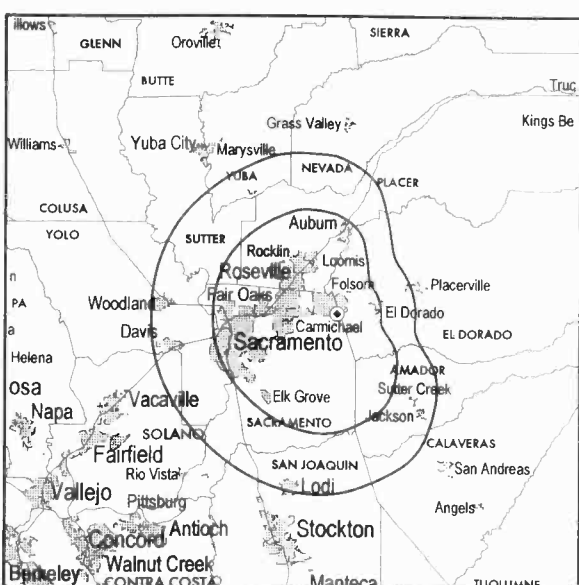 illows
GLENN
Oroville
SIERRA
BUTTE
Truc
Grass Valley
Kings Be
Williams
Yuba City
Marysville
NEVADA
YUBA
PLACER
COLUSA
YOLO
SUTTER
Auburn
Rocklin
Loomis
Roseville
n
Folsom
Placerville
PA
Woodland
Fair Oaks
El Dorado
a
Davis
Carmichael
EL DORADO
Sacramento
Helena
AMADOR
osa
Sutter Creek
Vacaville
Elk Grove
Napa
Jackson
SACRAMENTO
SOLANO
CALAVERAS
Fairfield
SAN JOAQUIN
San Andreas
Rio Vista
Lodi
Vallejo
Pittsburg
Angels
Antioch
Stockton
Concord
Walnut Creek
Berkeley
CONTRA COSTA
Manteca
TUOLUMNE